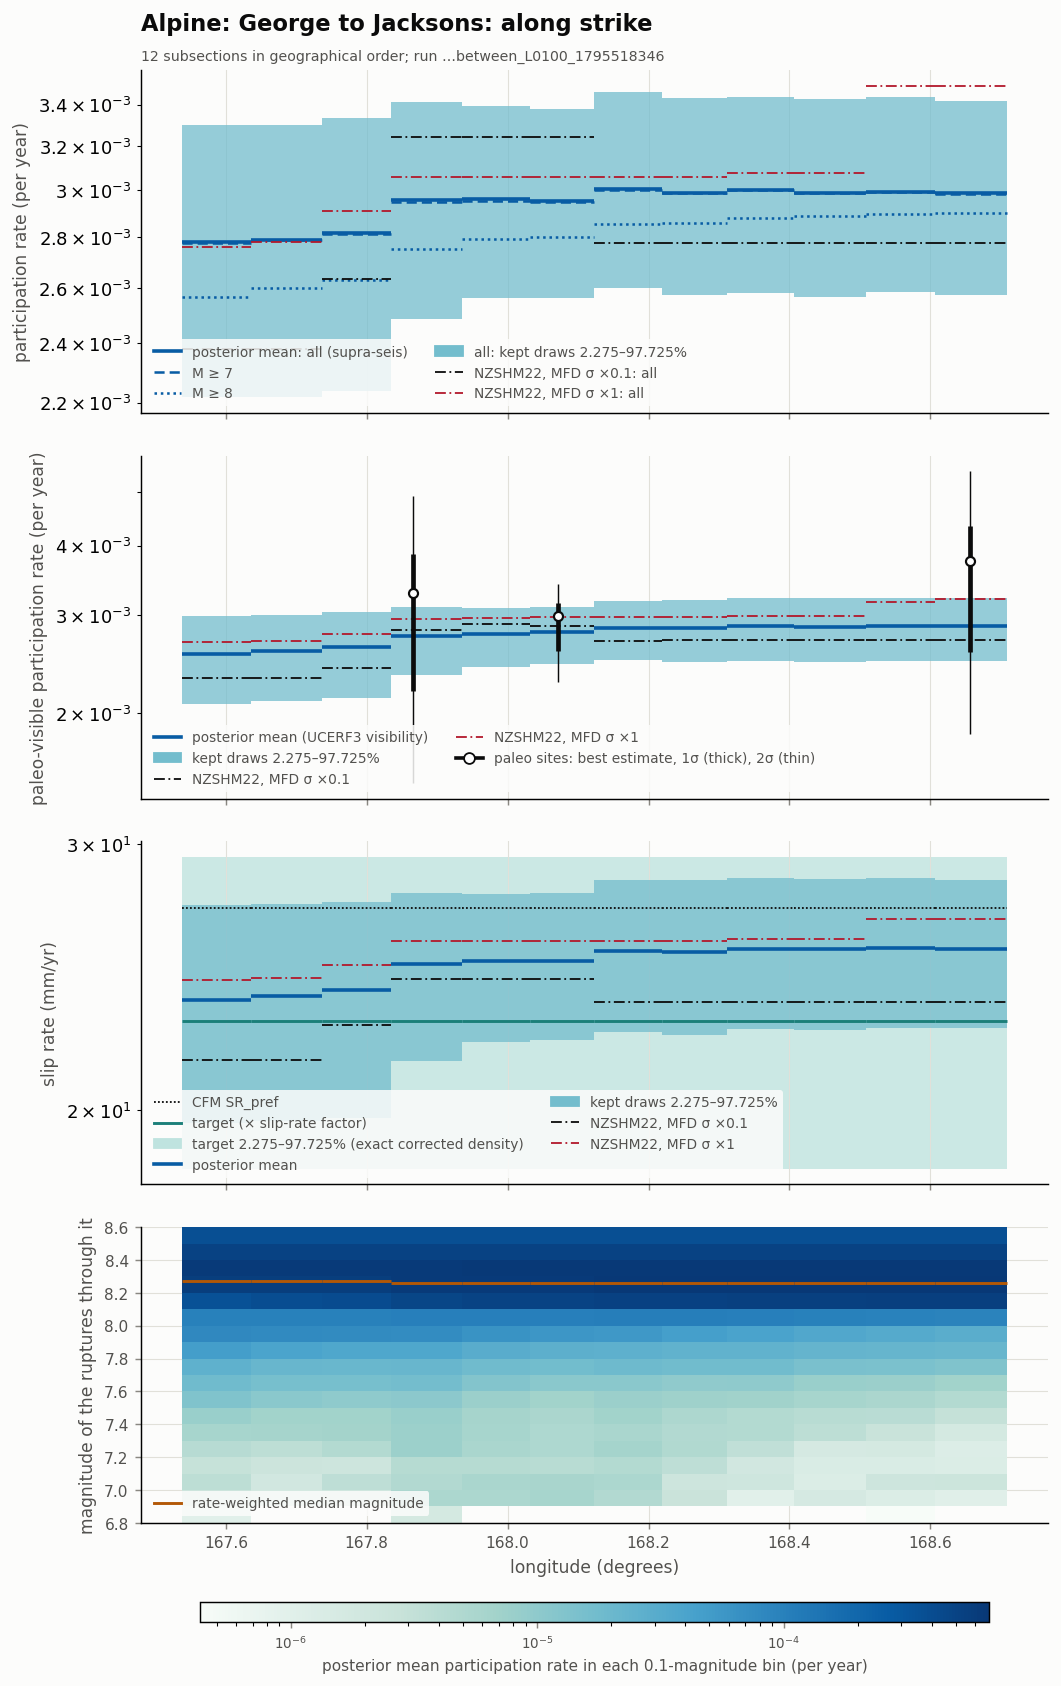 Alpine: George to Jacksons: along strike
12 subsections in geographical order; run ...between_L0100_1795518346
participation rate (per year)
3.4 × 10⁻³
3.2 × 10⁻³
3 × 10⁻³
2.8 × 10⁻³
2.6 × 10⁻³
2.4 × 10⁻³
2.2 × 10⁻³
posterior mean: all (supra-seis)
M ≥ 7
M ≥ 8
all: kept draws 2.275–97.725%
NZSHM22, MFD σ ×0.1: all
NZSHM22, MFD σ ×1: all
paleo-visible participation rate (per year)
4 × 10⁻³
3 × 10⁻³
2 × 10⁻³
posterior mean (UCERF3 visibility)
kept draws 2.275–97.725%
NZSHM22, MFD σ ×0.1
NZSHM22, MFD σ ×1
paleo sites: best estimate, 1σ (thick), 2σ (thin)
slip rate (mm/yr)
3 × 10¹
2 × 10¹
CFM SR_pref
target (× slip-rate factor)
target 2.275–97.725% (exact corrected density)
posterior mean
kept draws 2.275–97.725%
NZSHM22, MFD σ ×0.1
NZSHM22, MFD σ ×1
magnitude of the ruptures through it
8.6
8.4
8.2
8.0
7.8
7.6
7.4
7.2
7.0
6.8
rate-weighted median magnitude
167.6 167.8 168.0 168.2 168.4 168.6
longitude (degrees)
10⁻⁶ 10⁻⁵ 10⁻⁴
posterior mean participation rate in each 0.1-magnitude bin (per year)